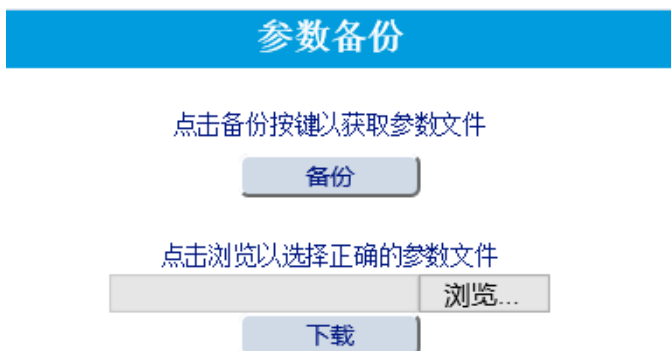 参数备份
点击备份按键以获取参数文件
备份
点击浏览以选择正确的参数文件
浏览...
下载